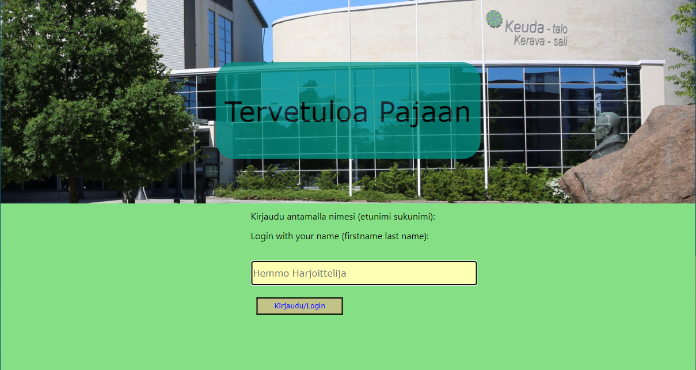 Keuda - talo
Kerava - sali
Tervetuloa Pajaan
Kirjaudu antamalla nimesi (etunimi sukunimi):
Login with your name (firstname last name):
Hemmo Harjoittelija
Kirjaudu/Login